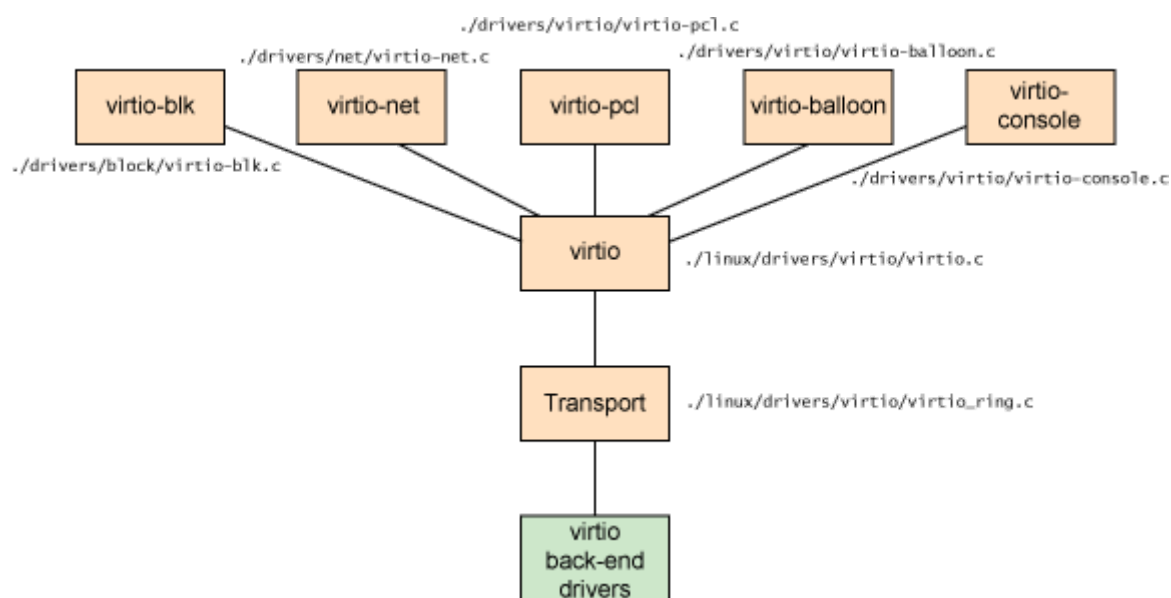 ./drivers/virtio/virtio-pcl.c
./drivers/net/virtio-net.c
./drivers/virtio/virtio-balloon.c
virtio-blk
virtio-net
virtio-pcl
virtio-balloon
virtio-
console
./drivers/block/virtio-blk.c
./drivers/virtio/virtio-console.c
virtio
./linux/drivers/virtio/virtio.c
Transport
./linux/drivers/virtio/virtio_ring.c
virtio
back-end
drivers